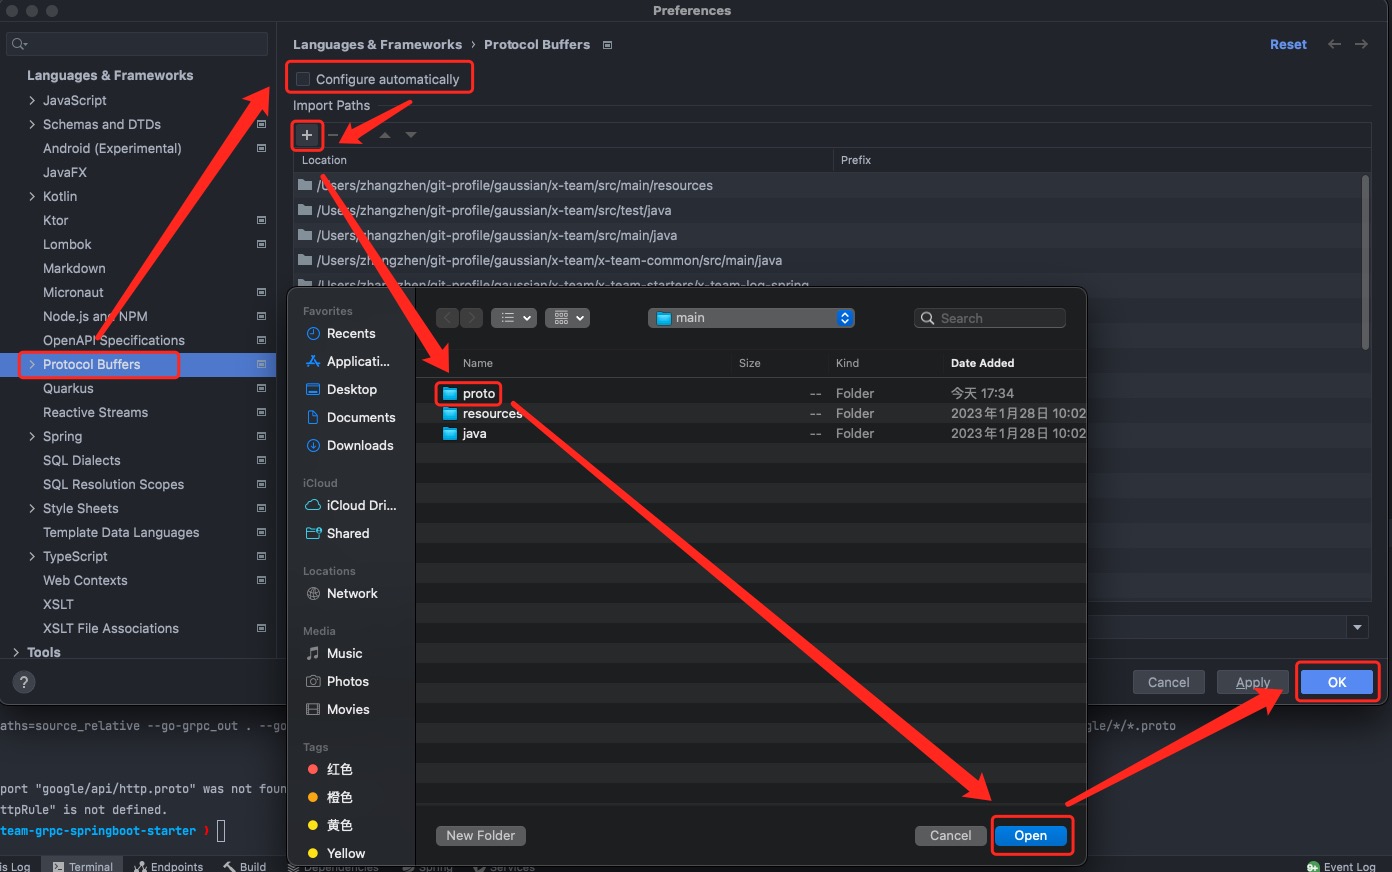 Preferences
Languages & Frameworks › Protocol Buffers
Reset
Languages & Frameworks
JavaScript
Schemas and DTDs
Android (Experimental)
JavaFX
Kotlin
Ktor
Lombok
Markdown
Micronaut
Node.js and NPM
OpenAPI Specifications
Protocol Buffers
Quarkus
Reactive Streams
Spring
SQL Dialects
SQL Resolution Scopes
Style Sheets
Template Data Languages
TypeScript
Web Contexts
XSLT
XSLT File Associations
Tools
?
Configure automatically
Import Paths
Location Prefix
/Users/zhangzhen/git-profile/gaussian/x-team/src/main/resources
/Users/zhangzhen/git-profile/gaussian/x-team/src/test/java
/Users/zhangzhen/git-profile/gaussian/x-team/src/main/java
/Users/zhangzhen/git-profile/gaussian/x-team/x-team-common/src/main/java
/Users/zhangzhen/git-profile/gaussian/x-team/x-team-starters/x-team-log-spring
Favorites
Recents
Applicati...
Desktop
Documents
Downloads
iCloud
iCloud Dri...
Shared
Locations
Network
Media
Music
Photos
Movies
Tags
红色
橙色
黄色
Yellow
main
Search
Name Size Kind Date Added
proto -- Folder 今天 17:34
resources -- Folder 2023年1月28日 10:02
java -- Folder 2023年1月28日 10:02
New Folder Cancel Open
Cancel Apply OK
aths=source_relative --go-grpc_out . --go
gle/*/*.proto
port "google/api/http.proto" was not foun
ttpRule" is not defined.
team-grpc-springboot-starter ❯
is Log Terminal Endpoints Build Dependencies Spring Services Event Log